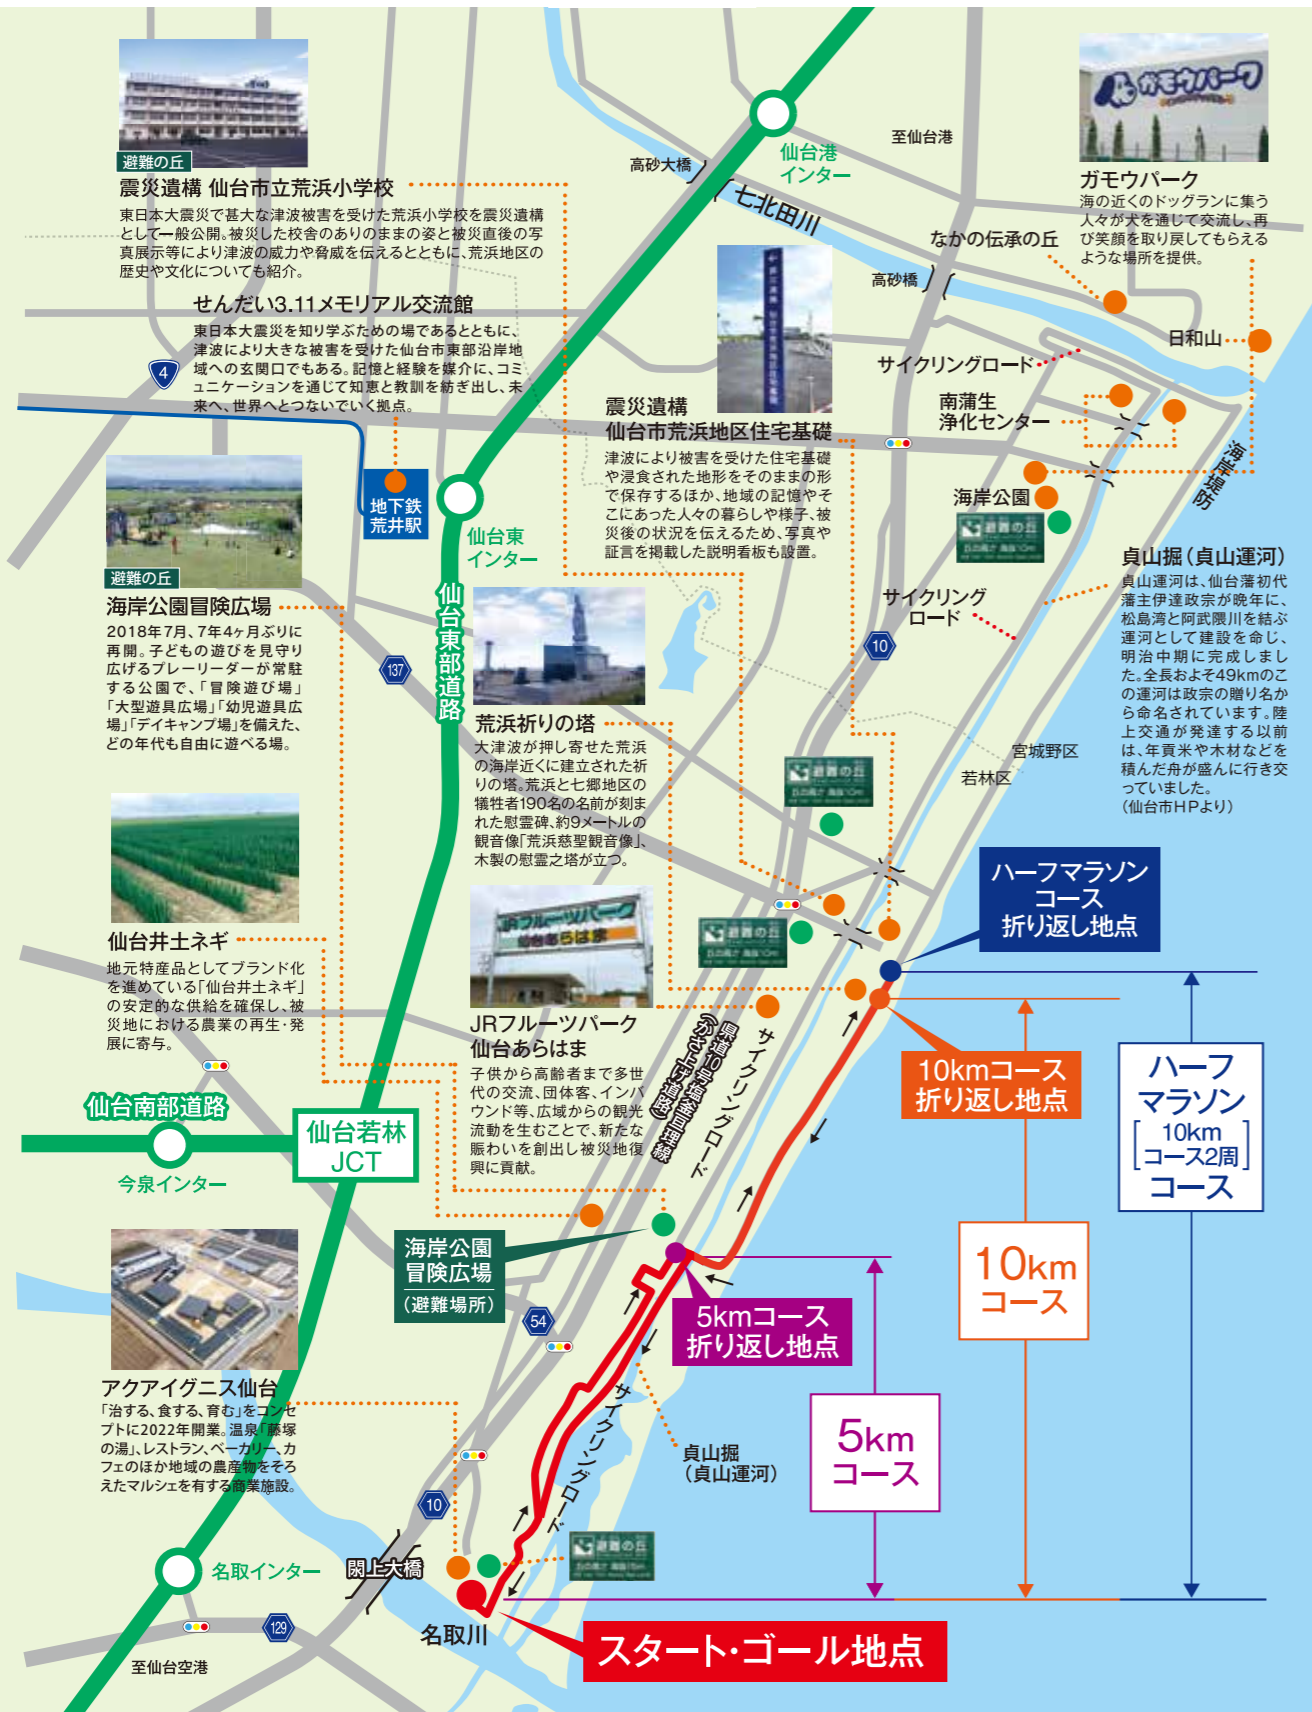 避難の丘
震災遺構 仙台市立荒浜小学校
東日本大震災で甚大な津波被害を受けた荒浜小学校を震災遺構
として一般公開。被災した校舎のありのままの姿と被災直後の写
真展示等により津波の威力や脅威を伝えるとともに、荒浜地区の
歴史や文化についても紹介。
せんだい3.11メモリアル交流館
東日本大震災を知り学ぶための場であるとともに、
津波により大きな被害を受けた仙台市東部沿岸地
域への玄関口でもある。記憶と経験を媒介に、コミ
ュニケーションを通じて知恵と教訓を紡ぎ出し、未
来へ、世界へとつないでいく拠点。
4
地下鉄
荒井駅
仙台港
インター
高砂大橋
七北田川
至仙台港
ガモウパーク
ガモウパーク
海の近くのドッグランに集う
人々が犬を通じて交流し、再
び笑顔を取り戻してもらえる
ような場所を提供。
なかの伝承の丘
高砂橋
日和山
サイクリングロード
南蒲生
浄化センター
海岸堤防
海岸公園
避難の丘
震災遺構
仙台市荒浜地区住宅基礎
津波により被害を受けた住宅基礎
や浸食された地形をそのままの形
で保存するほか、地域の記憶やそ
こにあった人々の暮らしや様子、被
災後の状況を伝えるため、写真や
証言を掲載した説明看板も設置。
仙台東
インター
仙台東部道路
避難の丘
海岸公園冒険広場
2018年7月、7年4ヶ月ぶりに
再開。子どもの遊びを見守り
広げるプレーリーダーが常駐
する公園で、「冒険遊び場」
「大型遊具広場」「幼児遊具広
場」「デイキャンプ場」を備えた、
どの年代も自由に遊べる場。
137
サイクリング
ロード
10
貞山掘(貞山運河)
貞山運河は、仙台藩初代
藩主伊達政宗が晩年に、
松島湾と阿武隈川を結ぶ
運河として建設を命じ、
明治中期に完成しまし
た。全長およそ49kmのこ
の運河は政宗の贈り名か
ら命名されています。陸
上交通が発達する以前
は、年貢米や木材などを
積んだ舟が盛んに行き交
っていました。
(仙台市HPより)
宮城野区
若林区
荒浜祈りの塔
大津波が押し寄せた荒浜
の海岸近くに建立された祈
りの塔。荒浜と七郷地区の
犠牲者190名の名前が刻ま
れた慰霊碑、約9メートルの
観音像「荒浜慈聖観音像」、
木製の慰霊之塔が立つ。
避難の丘
避難の丘
仙台井土ネギ
地元特産品としてブランド化
を進めている「仙台井土ネギ」
の安定的な供給を確保し、被
災地における農業の再生・発
展に寄与。
JRフルーツパーク
仙台あらはま
JRフルーツパーク
仙台あらはま
子供から高齢者まで多世
代の交流、団体客、インバ
ウンド等、広域からの観光
流動を生むことで、新たな
賑わいを創出し被災地復
興に貢献。
県道10号塩釜亘理線
(かさ上げ道路)
サイクリングロード
ハーフマラソン
コース
折り返し地点
10kmコース
折り返し地点
ハーフ
マラソン
[10km
コース2周]
コース
10km
コース
仙台南部道路
今泉インター
仙台若林
JCT
海岸公園
冒険広場
(避難場所)
54
5kmコース
折り返し地点
5km
コース
アクアイグニス仙台
「治する、食する、育む」をコンセ
プトに2022年開業。温泉「藤塚
の湯」、レストラン、ベーカリー、カ
フェのほか地域の農産物をそろ
えたマルシェを有する商業施設。
サイクリングロード
貞山掘
(貞山運河)
10
避難の丘
名取インター
閖上大橋
129
名取川
至仙台空港
スタート・ゴール地点